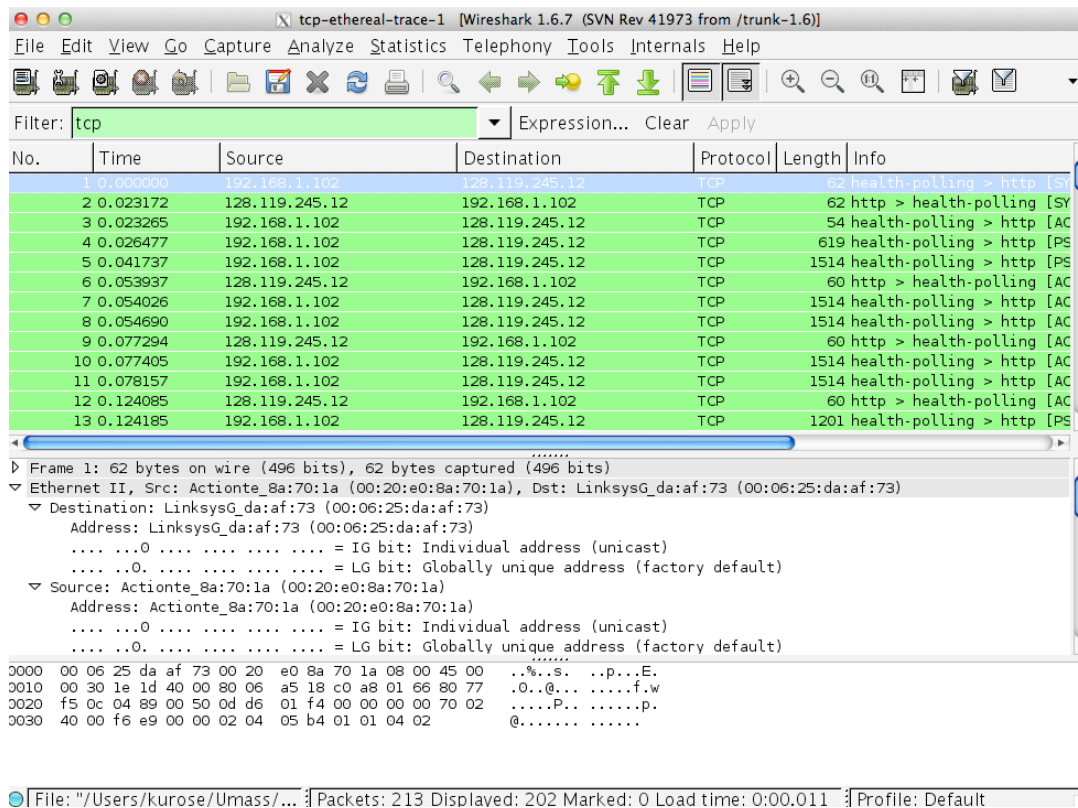 tcp-ethereal-trace-1 [Wireshark 1.6.7 (SVN Rev 41973 from /trunk-1.6)]
File Edit View Go Capture Analyze Statistics Telephony Tools Internals Help
Filter: tcp Expression... Clear Apply
No. Time Source Destination Protocol Length Info
1 0.000000 192.168.1.102 128.119.245.12 TCP 62 health-polling > http [SY
2 0.023172 128.119.245.12 192.168.1.102 TCP 62 http > health-polling [SY
3 0.023265 192.168.1.102 128.119.245.12 TCP 54 health-polling > http [AC
4 0.026477 192.168.1.102 128.119.245.12 TCP 619 health-polling > http [PS
5 0.041737 192.168.1.102 128.119.245.12 TCP 1514 health-polling > http [PS
6 0.053937 128.119.245.12 192.168.1.102 TCP 60 http > health-polling [AC
7 0.054026 192.168.1.102 128.119.245.12 TCP 1514 health-polling > http [AC
8 0.054690 192.168.1.102 128.119.245.12 TCP 1514 health-polling > http [AC
9 0.077294 128.119.245.12 192.168.1.102 TCP 60 http > health-polling [AC
10 0.077405 192.168.1.102 128.119.245.12 TCP 1514 health-polling > http [AC
11 0.078157 192.168.1.102 128.119.245.12 TCP 1514 health-polling > http [AC
12 0.124085 128.119.245.12 192.168.1.102 TCP 60 http > health-polling [AC
13 0.124185 192.168.1.102 128.119.245.12 TCP 1201 health-polling > http [PS
Frame 1: 62 bytes on wire (496 bits), 62 bytes captured (496 bits)
Ethernet II, Src: Actionte_8a:70:1a (00:20:e0:8a:70:1a), Dst: LinksysG_da:af:73 (00:06:25:da:af:73)
Destination: LinksysG_da:af:73 (00:06:25:da:af:73)
Address: LinksysG_da:af:73 (00:06:25:da:af:73)
.... ...0 .... .... .... .... = IG bit: Individual address (unicast)
.... ..0. .... .... .... .... = LG bit: Globally unique address (factory default)
Source: Actionte_8a:70:1a (00:20:e0:8a:70:1a)
Address: Actionte_8a:70:1a (00:20:e0:8a:70:1a)
.... ...0 .... .... .... .... = IG bit: Individual address (unicast)
.... ..0. .... .... .... .... = LG bit: Globally unique address (factory default)
0000 00 06 25 da af 73 00 20 e0 8a 70 1a 08 00 45 00 ..%..s. ..p...E.
0010 00 30 1e 1d 40 00 80 06 a5 18 c0 a8 01 66 80 77 .0..@... .....f.w
0020 f5 0c 04 89 00 50 0d d6 01 f4 00 00 00 00 70 02 .....P.. ......p.
0030 40 00 f6 e9 00 00 02 04 05 b4 01 01 04 02 @....... ......
File: "/Users/kurose/Umass/... Packets: 213 Displayed: 202 Marked: 0 Load time: 0:00.011 Profile: Default